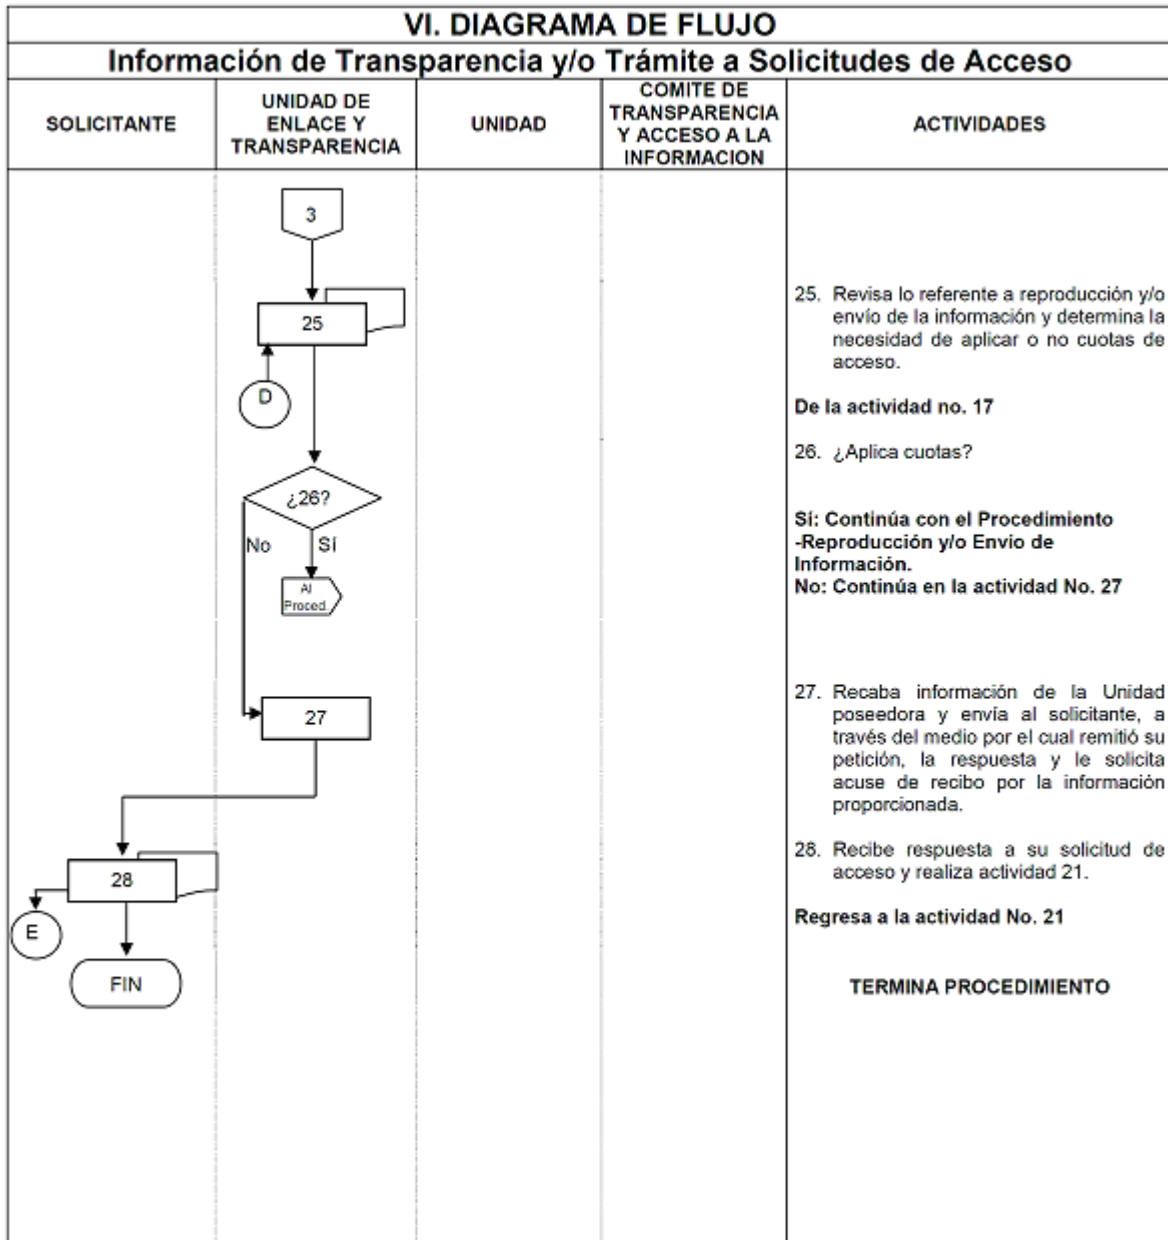 VI. DIAGRAMA DE FLUJO
Información de Transparencia y/o Trámite a Solicitudes de Acceso
SOLICITANTE
UNIDAD DE
ENLACE Y
TRANSPARENCIA
UNIDAD
COMITE DE
TRANSPARENCIA
Y ACCESO A LA
INFORMACION
ACTIVIDADES
3
25
D
¿26?
No
Sí
Al
Proced.
27
28
E
FIN
25. Revisa lo referente a reproducción y/o
envío de la información y determina la
necesidad de aplicar o no cuotas de
acceso.
De la actividad no. 17
26. ¿Aplica cuotas?
Sí: Continúa con el Procedimiento
-Reproducción y/o Envío de
Información.
No: Continúa en la actividad No. 27
27. Recaba información de la Unidad
poseedora y envía al solicitante, a
través del medio por el cual remitió su
petición, la respuesta y le solicita
acuse de recibo por la información
proporcionada.
28. Recibe respuesta a su solicitud de
acceso y realiza actividad 21.
Regresa a la actividad No. 21
TERMINA PROCEDIMIENTO